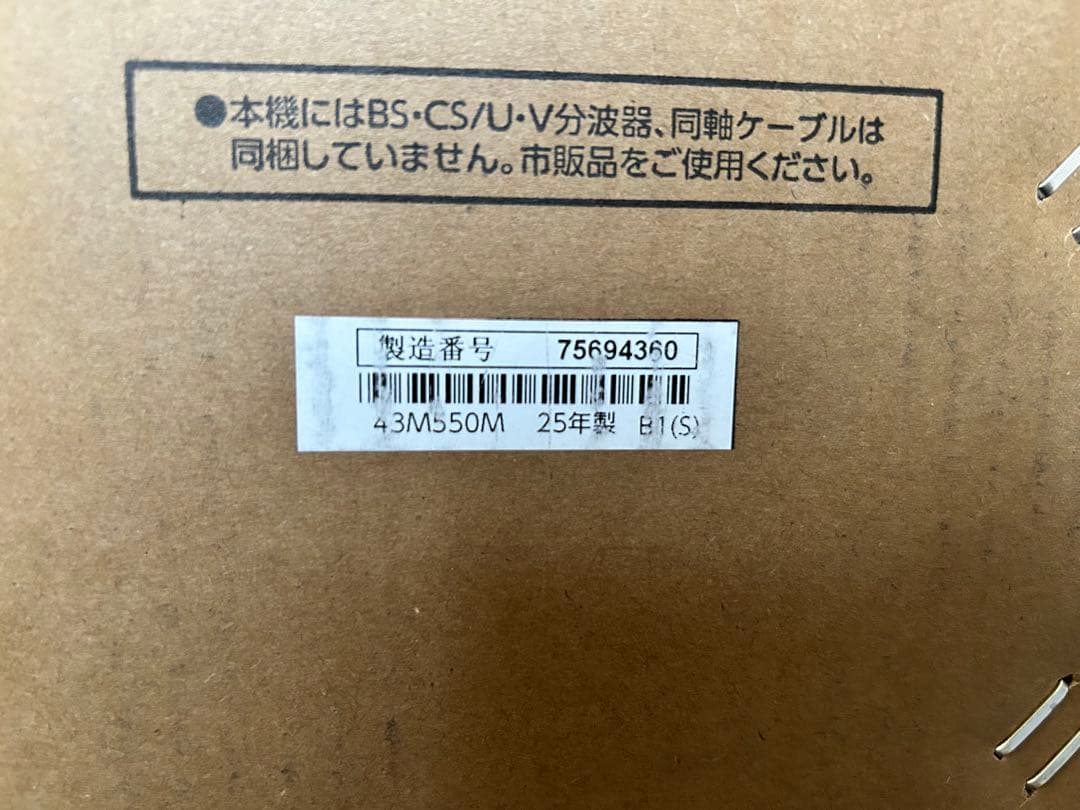 ●本機にはBS・CS/U・V分波器、同軸ケーブルは
同梱していません。市販品をご使用ください。
製造番号 75694360
43M550M 25年製 B1(S)